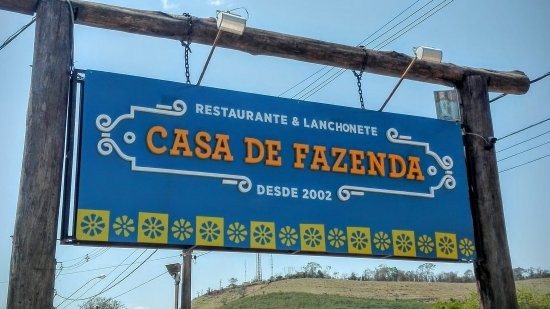 RESTAURANTE & LANCHONETE
CASA DE FAZENDA
DESDE 2002